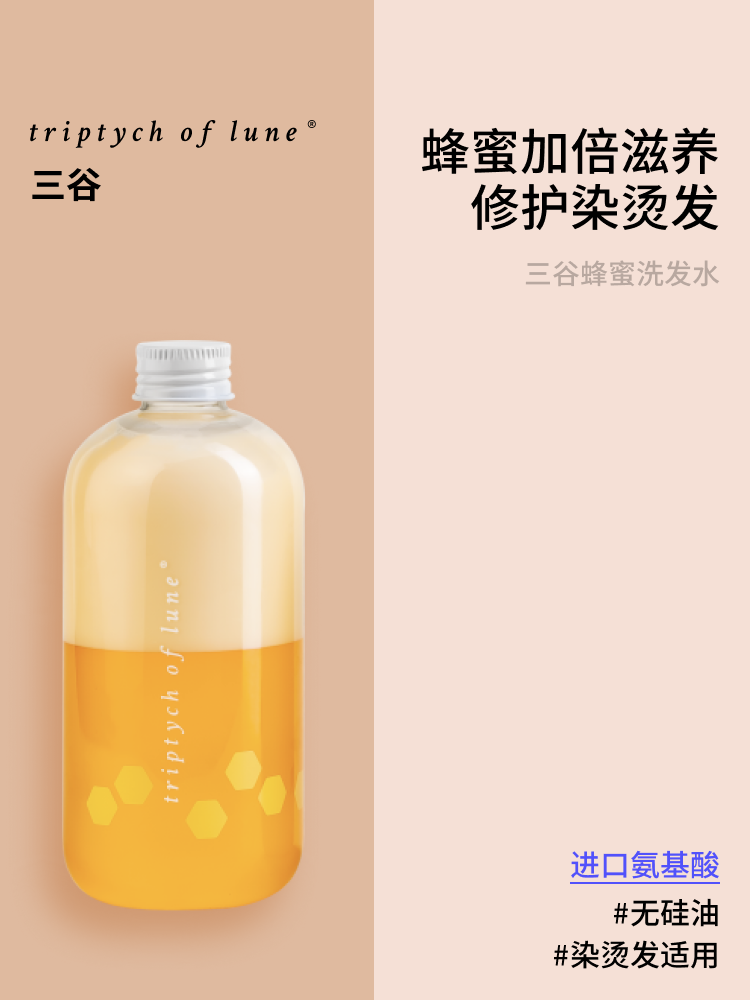 triptych of lune®
三谷
蜂蜜加倍滋养
修护染烫发
三谷蜂蜜洗发水
triptych of lune®
进口氨基酸
#无硅油
#染烫发适用